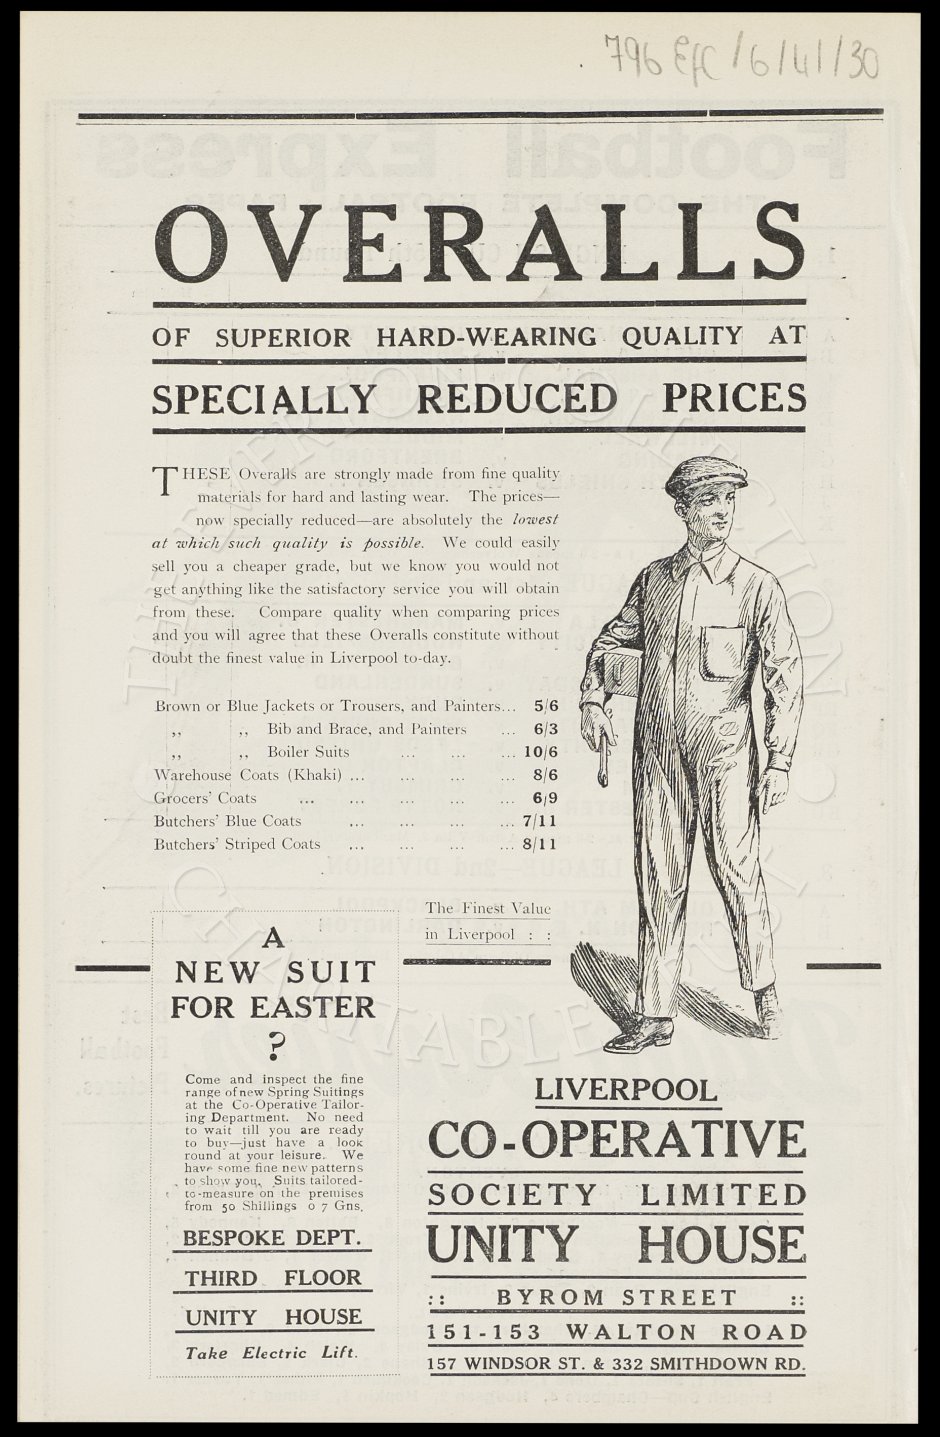 796 Efc/6/41/30
OVERALLS
OF SUPERIOR HARD-WEARING QUALITY AT
SPECIALLY REDUCED PRICES
THESE Overalls are strongly made from fine quality
materials for hard and lasting wear. The prices—
now specially reduced—are absolutely the lowest
at which such quality is possible. We could easily
sell you a cheaper grade, but we know you would not
get anything like the satisfactory service you will obtain
from these. Compare quality when comparing prices
and you will agree that these Overalls constitute without
doubt the finest value in Liverpool to-day.
Brown or Blue Jackets or Trousers, and Painters... 5/6
,, ,, Bib and Brace, and Painters ... 6/3
,, ,, Boiler Suits ... ... ... 10/6
Warehouse Coats (Khaki) ... ... ... ... 8/6
Grocers' Coats ... ... ... ... ... 6/9
Butchers' Blue Coats ... ... ... ... 7/11
Butchers' Striped Coats ... ... ... ... 8/11
The Finest Value
in Liverpool : :
A
NEW SUIT
FOR EASTER
?
Come and inspect the fine
range of new Spring Suitings
at the Co-Operative Tailor-
ing Department. No need
to wait till you are ready
to buy—just have a look
round at your leisure. We
have some fine new patterns
to show you. Suits tailored-
to-measure on the premises
from 50 Shillings o 7 Gns.
BESPOKE DEPT.
THIRD FLOOR
UNITY HOUSE
Take Electric Lift.
LIVERPOOL
CO-OPERATIVE
SOCIETY LIMITED
UNITY HOUSE
:: BYROM STREET ::
151-153 WALTON ROAD
157 WINDSOR ST. & 332 SMITHDOWN RD.
THE EVERTON COLLECTION
CHARITABLE TRUST